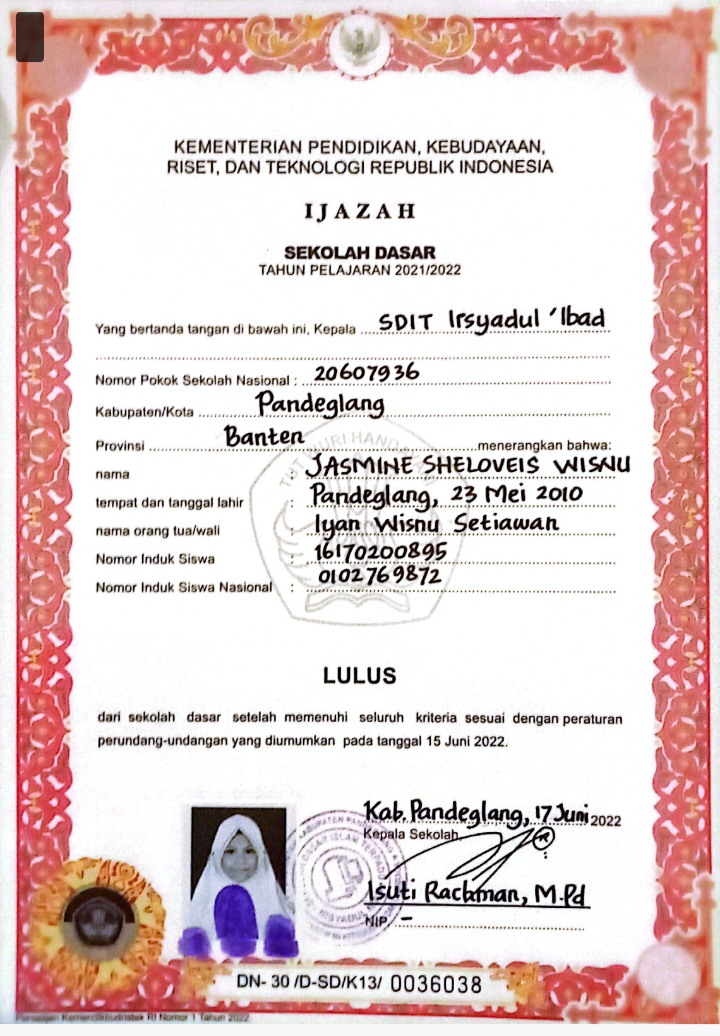 KEMENTERIAN PENDIDIKAN, KEBUDAYAAN,
RISET, DAN TEKNOLOGI REPUBLIK INDONESIA
IJAZAH
SEKOLAH DASAR
TAHUN PELAJARAN 2021/2022
Yang bertanda tangan di bawah ini, Kepala SDIT Irsyadul 'Ibad
Nomor Pokok Sekolah Nasional : 20607936
Kabupaten/Kota Pandeglang
Provinsi Banten menerangkan bahwa:
nama : JASMINE SHELOVEIS WISNU
tempat dan tanggal lahir : Pandeglang, 23 Mei 2010
nama orang tua/wali : Iyan Wisnu Setiawan
Nomor Induk Siswa : 16170200895
Nomor Induk Siswa Nasional : 0102769872
TUT WURI HANDAYANI
LULUS
dari sekolah dasar setelah memenuhi seluruh kriteria sesuai dengan peraturan
perundang-undangan yang diumumkan pada tanggal 15 Juni 2022.
Kab. Pandeglang, 17 Juni 2022
Kepala Sekolah
Isuti Rachman, M.Pd
NIP. -
DN- 30 /D-SD/K13/ 0036038
Persesjen Kemendikbudristek RI Nomor 1 Tahun 2022